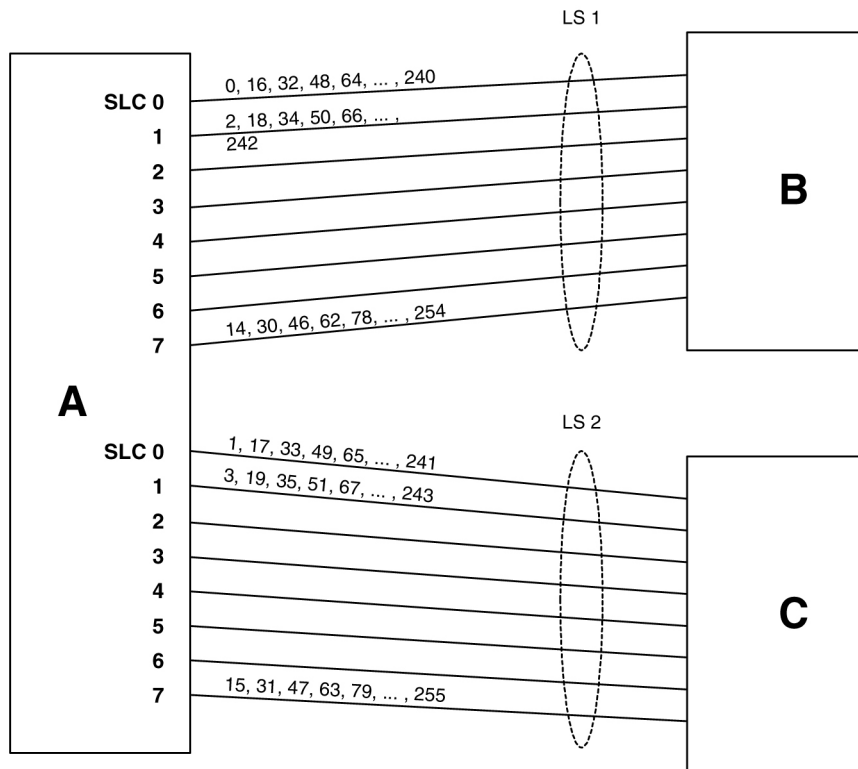 LS 1
0, 16, 32, 48, 64, ... , 240
SLC 0
2, 18, 34, 50, 66, ... ,
1
242
2
B
3
4
5
6
14, 30, 46, 62, 78, ... , 254
7
A
LS 2
SLC 0
1, 17, 33, 49, 65, ... , 241
1
3, 19, 35, 51, 67, ... , 243
2
3
4
C
5
6
15, 31, 47, 63, 79, ... , 255
7